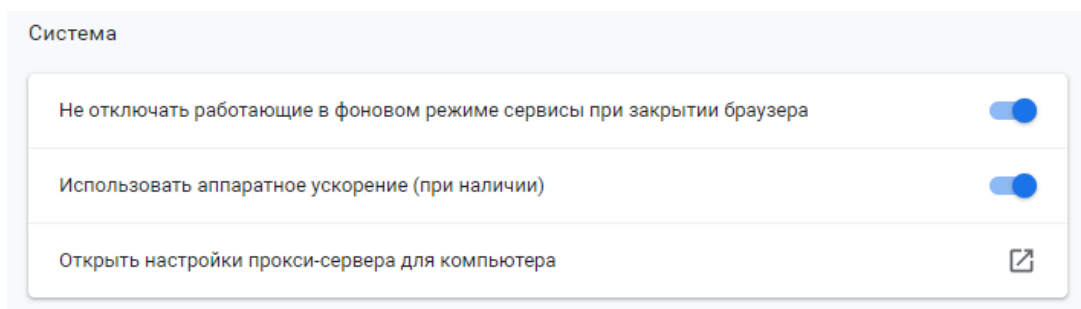 Система
Не отключать работающие в фоновом режиме сервисы при закрытии браузера
Использовать аппаратное ускорение (при наличии)
Открыть настройки прокси-сервера для компьютера